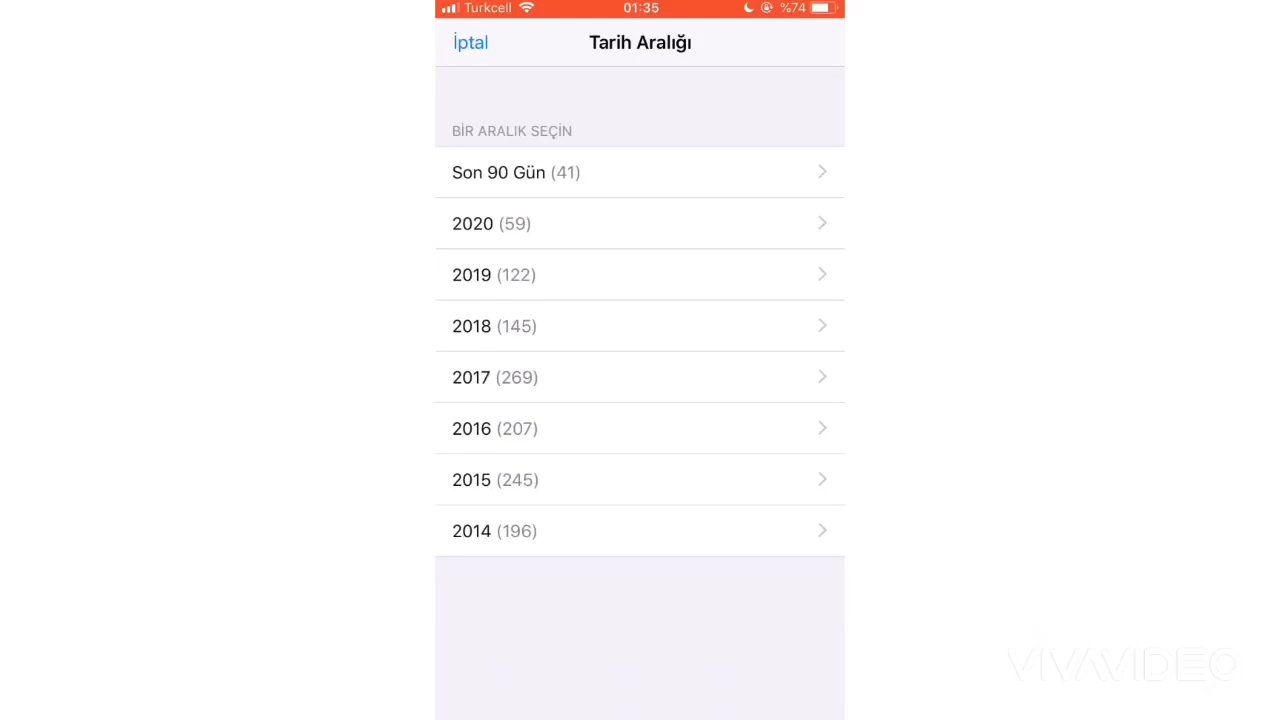 Turkcell 01:35 %74
İptal Tarih Aralığı
BİR ARALIK SEÇİN
Son 90 Gün (41)
2020 (59)
2019 (122)
2018 (145)
2017 (269)
2016 (207)
2015 (245)
2014 (196)
VIVAVIDEO